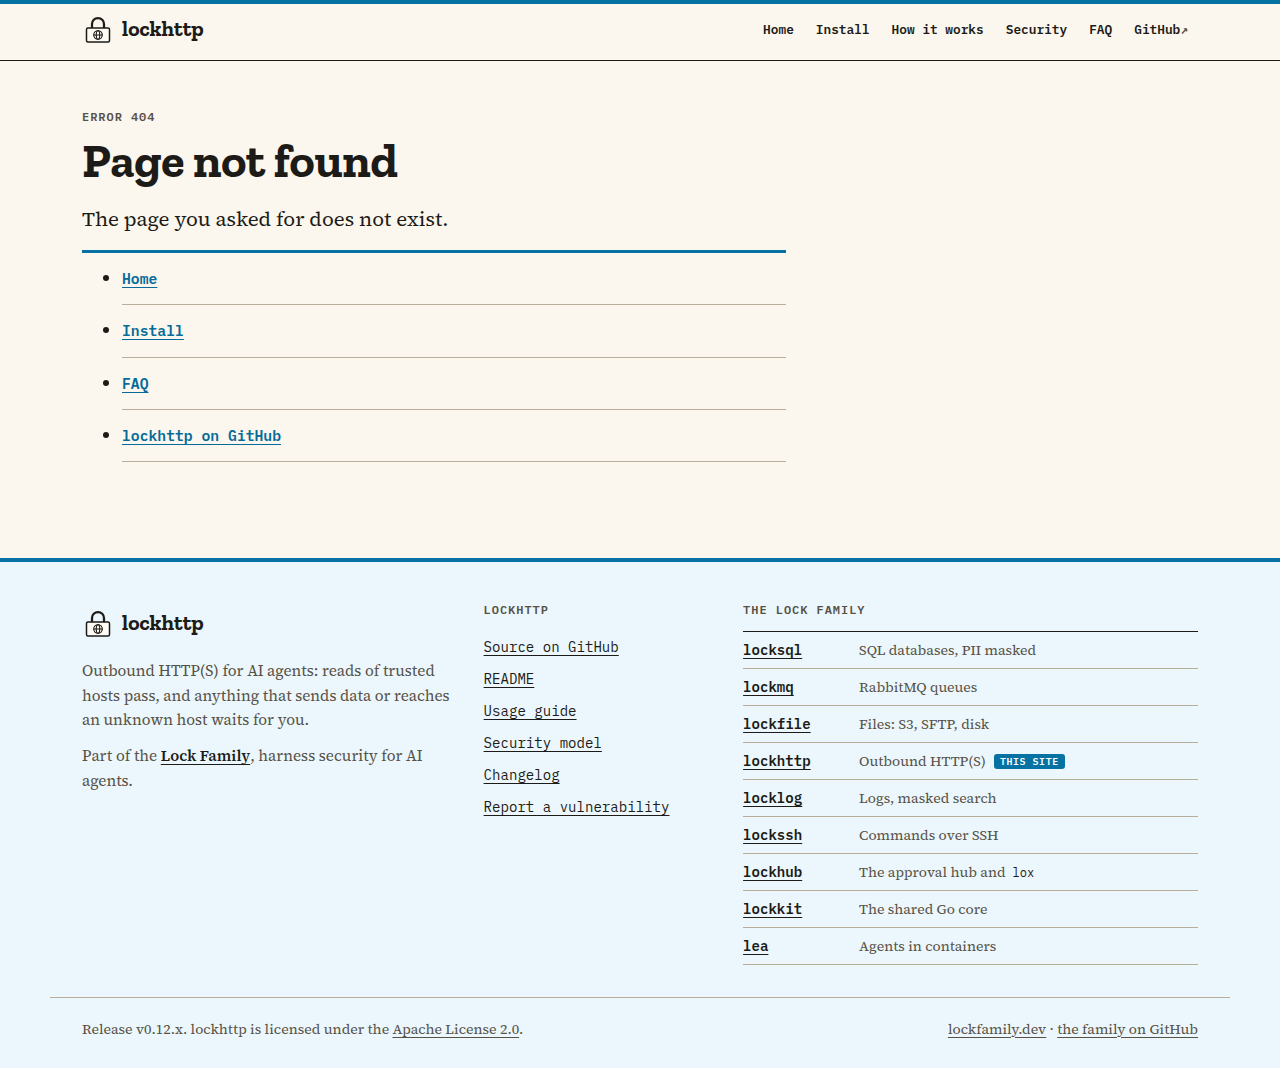 lockhttp
Home Install How it works Security FAQ GitHub↗
ERROR 404
Page not found
The page you asked for does not exist.
Home
Install
FAQ
lockhttp on GitHub
lockhttp
Outbound HTTP(S) for AI agents: reads of trusted
hosts pass, and anything that sends data or reaches
an unknown host waits for you.
Part of the Lock Family, harness security for AI
agents.
LOCKHTTP
Source on GitHub
README
Usage guide
Security model
Changelog
Report a vulnerability
THE LOCK FAMILY
locksql SQL databases, PII masked
lockmq RabbitMQ queues
lockfile Files: S3, SFTP, disk
lockhttp Outbound HTTP(S) THIS SITE
locklog Logs, masked search
lockssh Commands over SSH
lockhub The approval hub and lox
lockkit The shared Go core
lea Agents in containers
Release v0.12.x. lockhttp is licensed under the Apache License 2.0.
lockfamily.dev · the family on GitHub